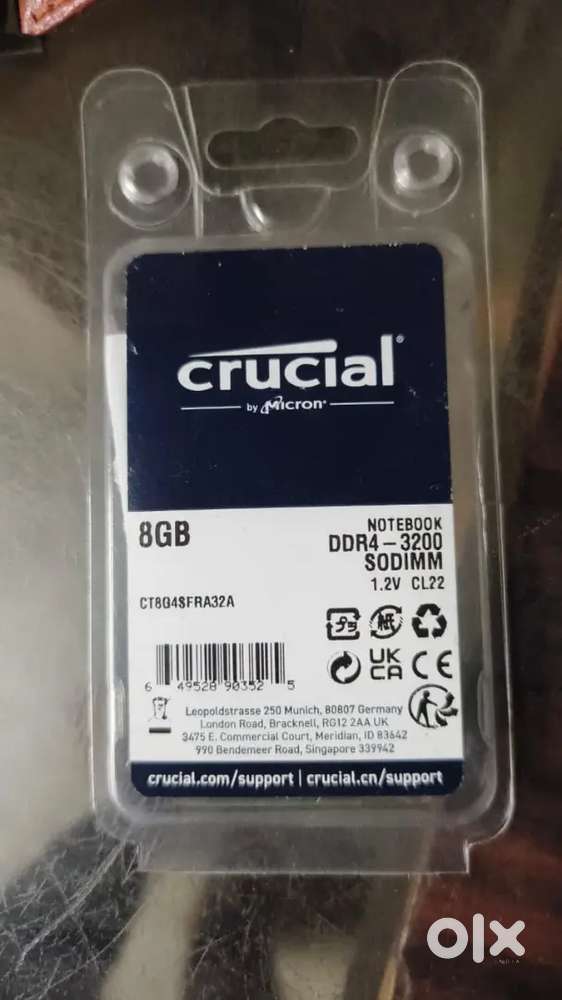 crucial®
by Micron®
8GB
NOTEBOOK
DDR4-3200
SODIMM
1.2V CL22
CT8G4SFRA32A
UK
CA
CE
6 49528 90352 5
Leopoldstrasse 250 Munich, 80807 Germany
London Road, Bracknell, RG12 2AA UK
3475 E. Commercial Court, Meridian, ID 83642
990 Bendemeer Road, Singapore 339942
crucial.com/support | crucial.cn/support
olx